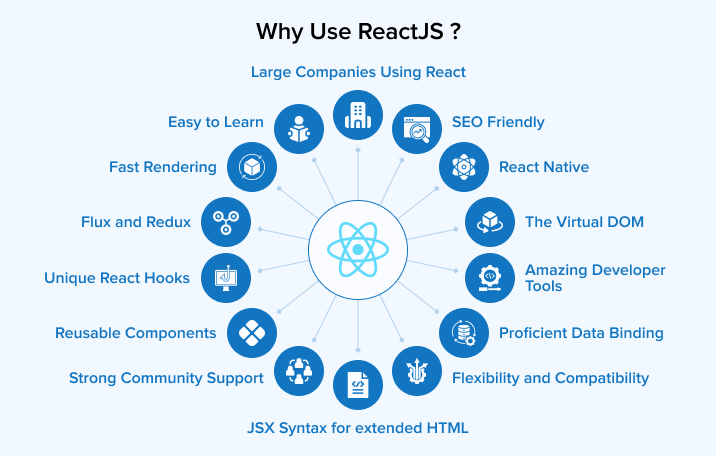 Why Use ReactJS ?
Large Companies Using React
Easy to Learn
SEO Friendly
Fast Rendering
React Native
Flux and Redux
The Virtual DOM
Unique React Hooks
Amazing Developer
Tools
Reusable Components
Proficient Data Binding
Strong Community Support
Flexibility and Compatibility
JSX Syntax for extended HTML